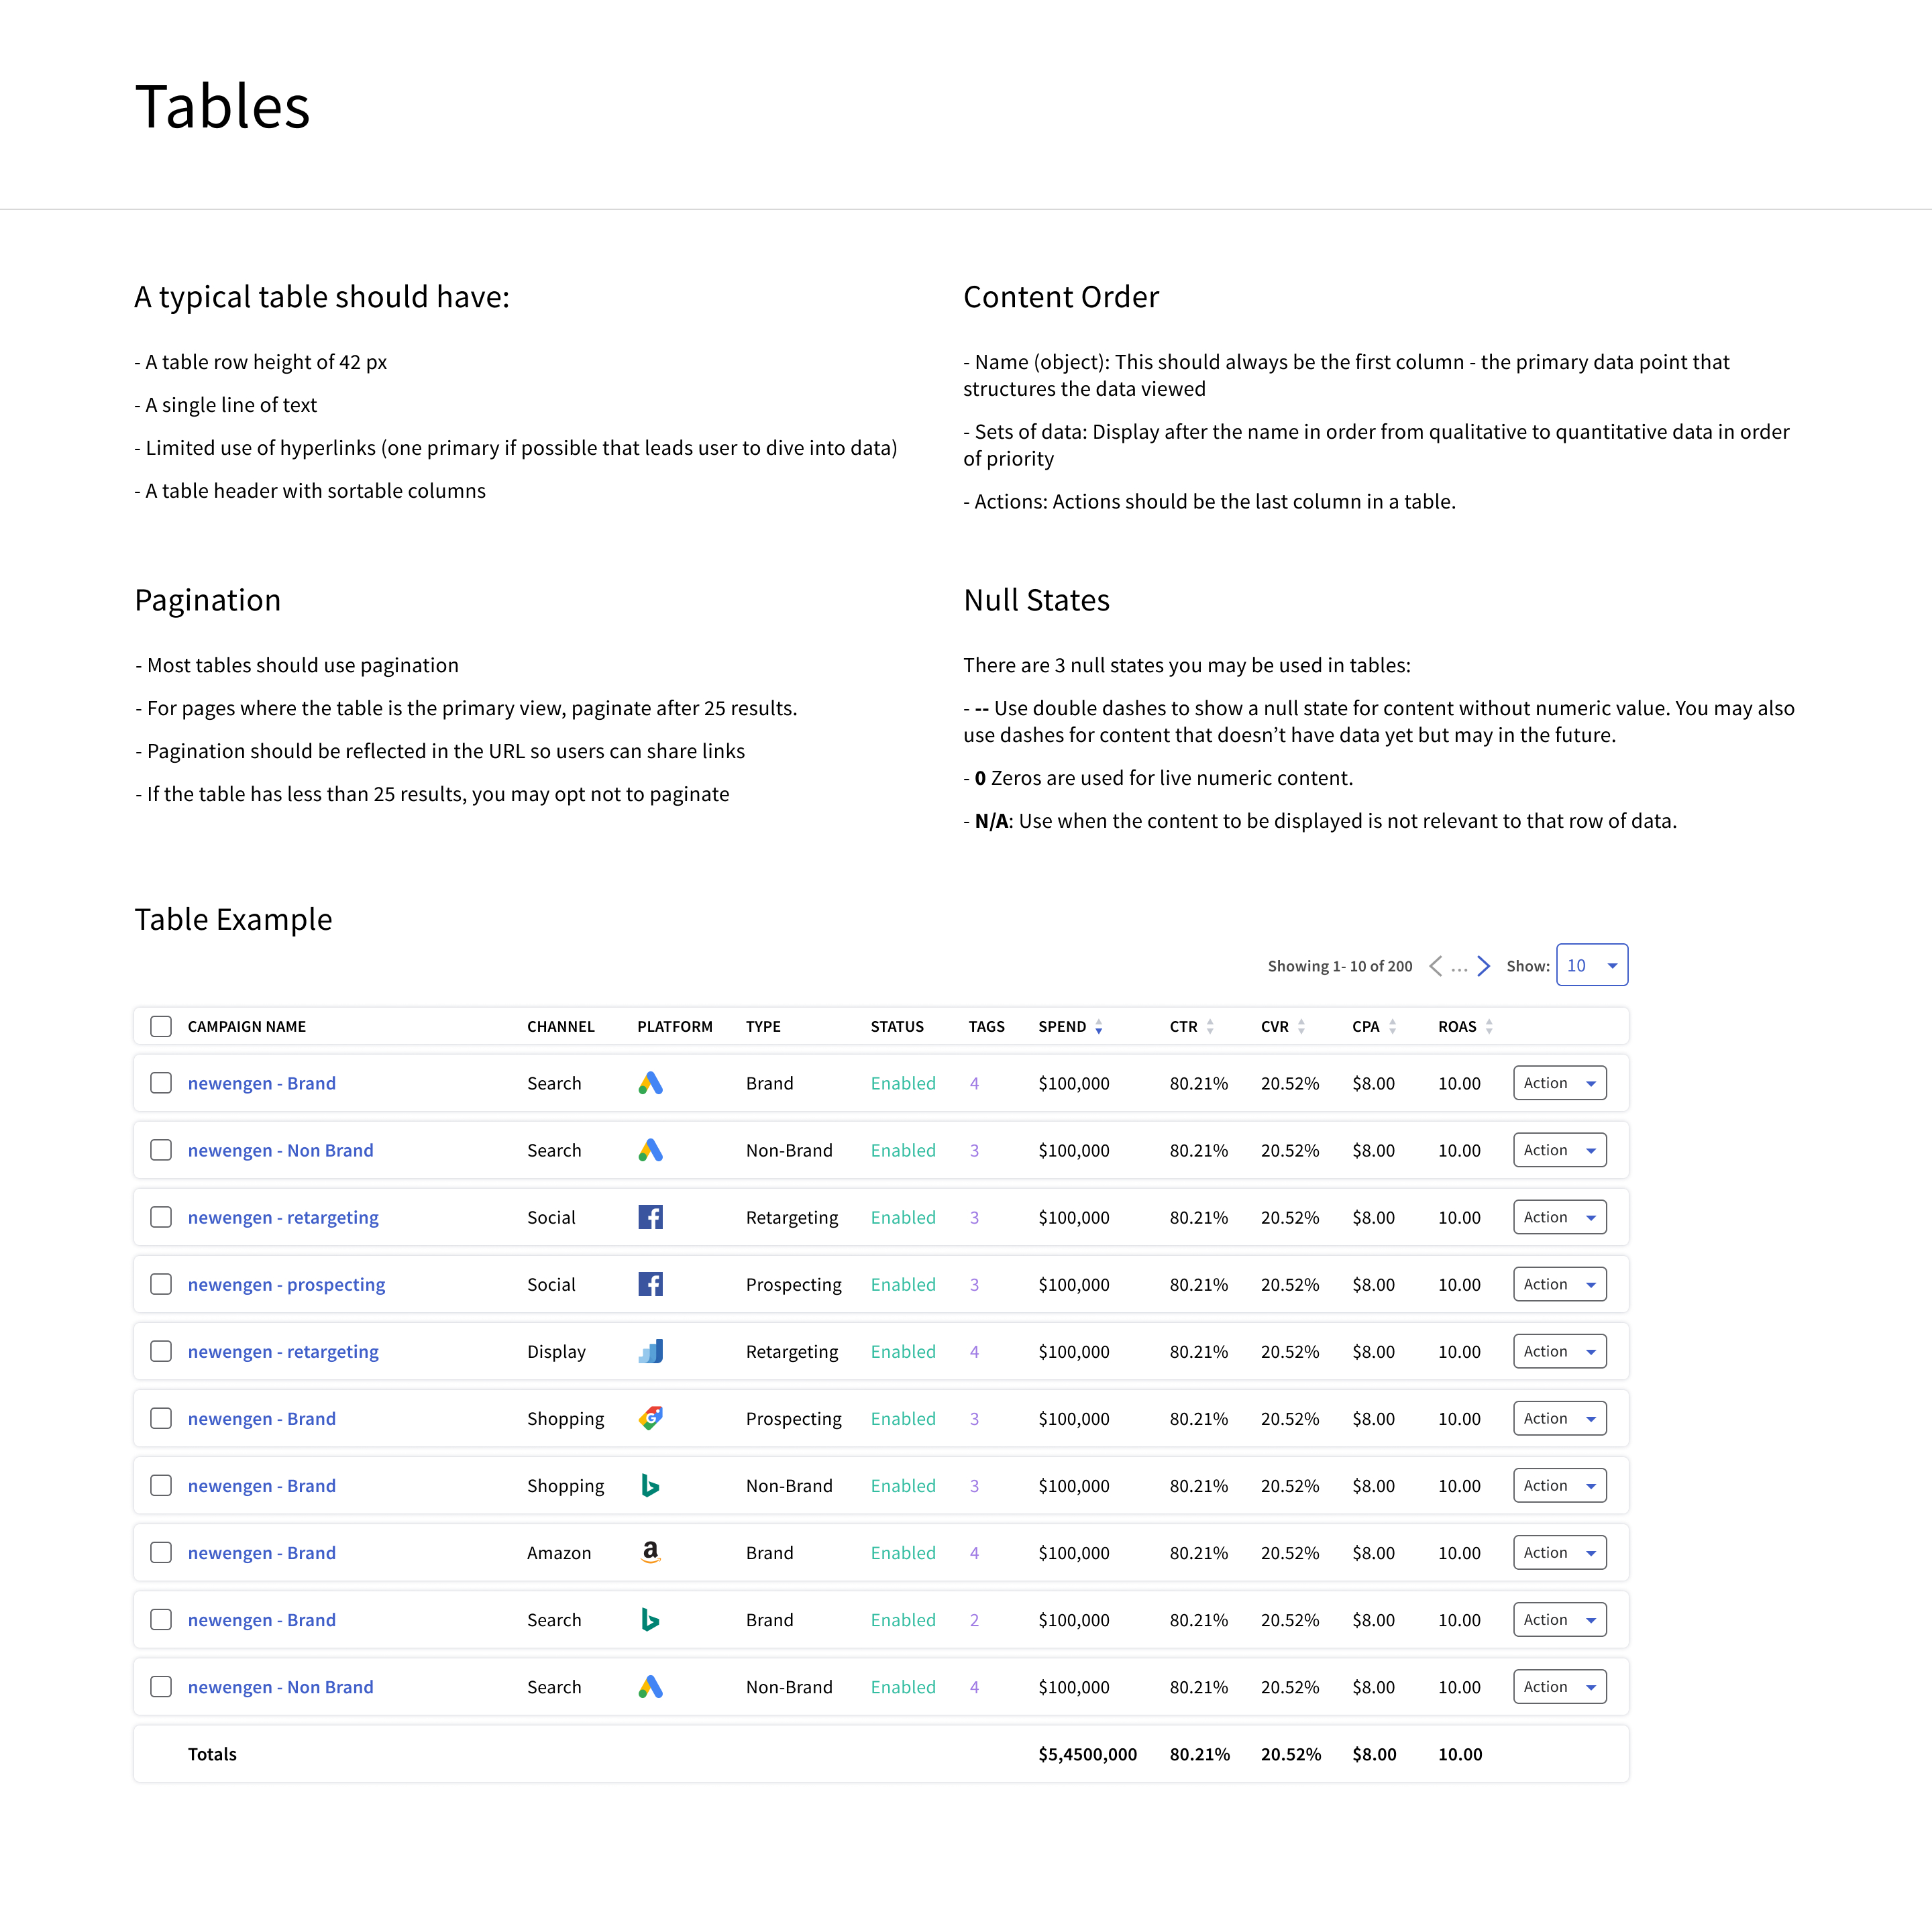 Tables
A typical table should have:
- A table row height of 42 px
- A single line of text
- Limited use of hyperlinks (one primary if possible that leads user to dive into data)
- A table header with sortable columns
Content Order
- Name (object): This should always be the first column - the primary data point that
structures the data viewed
- Sets of data: Display after the name in order from qualitative to quantitative data in order
of priority
- Actions: Actions should be the last column in a table.
Pagination
- Most tables should use pagination
- For pages where the table is the primary view, paginate after 25 results.
- Pagination should be reflected in the URL so users can share links
- If the table has less than 25 results, you may opt not to paginate
Null States
There are 3 null states you may be used in tables:
- -- Use double dashes to show a null state for content without numeric value. You may also
use dashes for content that doesn’t have data yet but may in the future.
- 0 Zeros are used for live numeric content.
- N/A: Use when the content to be displayed is not relevant to that row of data.
Table Example
Showing 1- 10 of 200 ... Show: 10
CAMPAIGN NAME CHANNEL PLATFORM TYPE STATUS TAGS SPEND CTR CVR CPA ROAS
newengen - Brand Search Brand Enabled 4 $100,000 80.21% 20.52% $8.00 10.00 Action
newengen - Non Brand Search Non-Brand Enabled 3 $100,000 80.21% 20.52% $8.00 10.00 Action
newengen - retargeting Social f Retargeting Enabled 3 $100,000 80.21% 20.52% $8.00 10.00 Action
newengen - prospecting Social f Prospecting Enabled 3 $100,000 80.21% 20.52% $8.00 10.00 Action
newengen - retargeting Display Retargeting Enabled 4 $100,000 80.21% 20.52% $8.00 10.00 Action
newengen - Brand Shopping G Prospecting Enabled 3 $100,000 80.21% 20.52% $8.00 10.00 Action
newengen - Brand Shopping b Non-Brand Enabled 3 $100,000 80.21% 20.52% $8.00 10.00 Action
newengen - Brand Amazon a Brand Enabled 4 $100,000 80.21% 20.52% $8.00 10.00 Action
newengen - Brand Search b Brand Enabled 2 $100,000 80.21% 20.52% $8.00 10.00 Action
newengen - Non Brand Search Non-Brand Enabled 4 $100,000 80.21% 20.52% $8.00 10.00 Action
Totals $5,4500,000 80.21% 20.52% $8.00 10.00